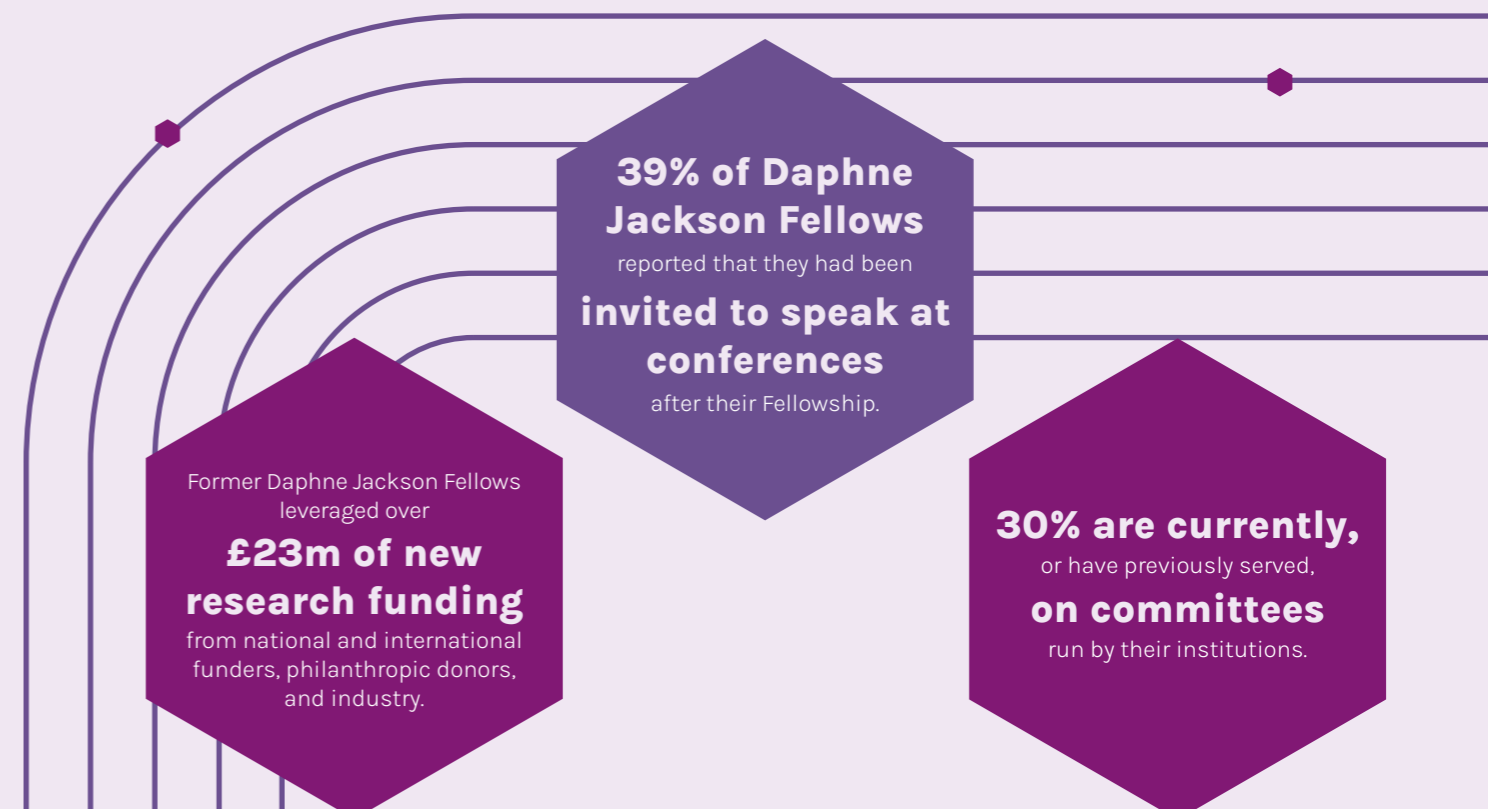 39% of Daphne
Jackson Fellows
reported that they had been
invited to speak at
conferences
after their Fellowship.
Former Daphne Jackson Fellows
leveraged over
£23m of new
research funding
from national and international
funders, philanthropic donors,
and industry.
30% are currently,
or have previously served,
on committees
run by their institutions.